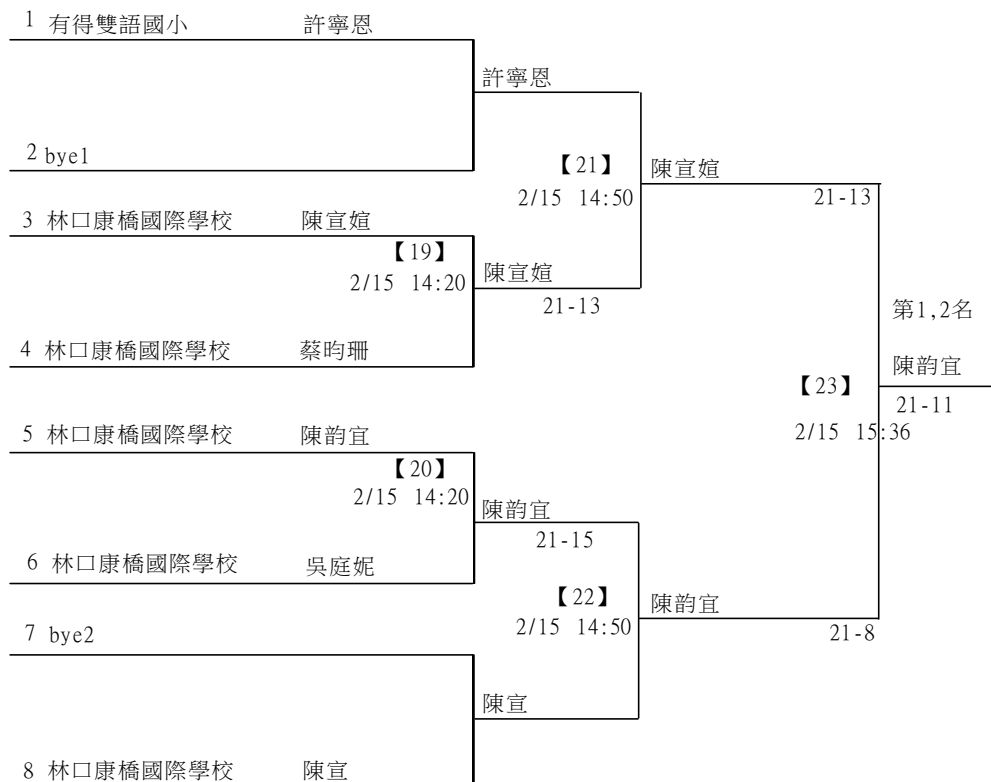 1 有得雙語國小 許寧恩
許寧恩
2 bye1
【21】
2/15 14:50
陳宣媗
21-13
3 林口康橋國際學校 陳宣媗
【19】
2/15 14:20
陳宣媗
21-13
4 林口康橋國際學校 蔡昀珊
第1,2名
陳韵宜
【23】
21-11
2/15 15:36
5 林口康橋國際學校 陳韵宜
【20】
2/15 14:20
陳韵宜
21-15
6 林口康橋國際學校 吳庭妮
【22】
2/15 14:50
陳韵宜
21-8
7 bye2
陳宣
8 林口康橋國際學校 陳宣